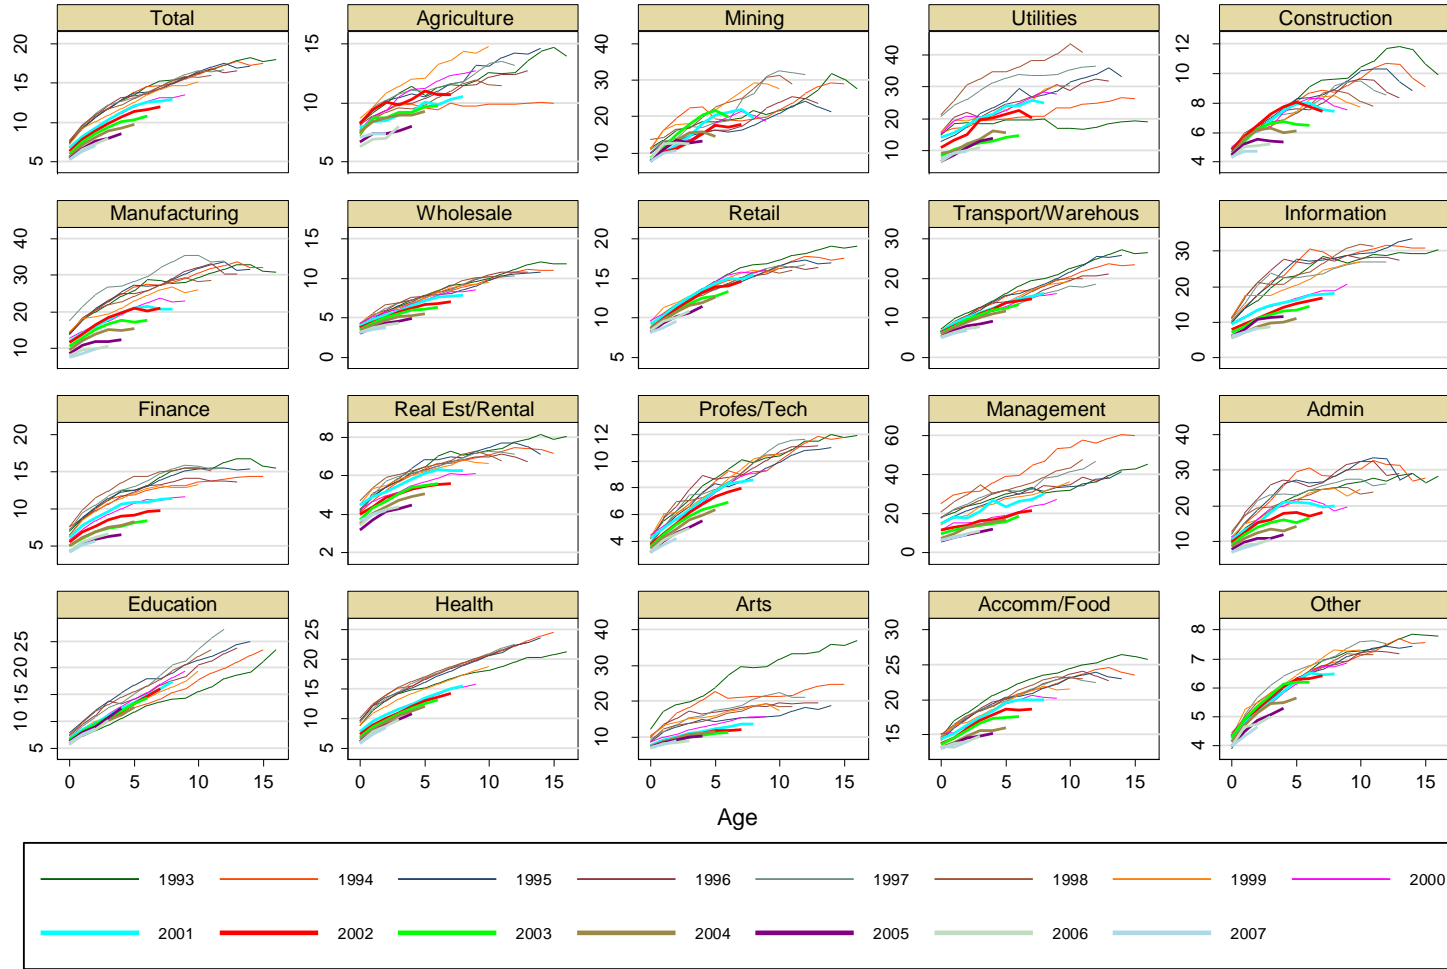 Total Agriculture Mining Utilities Construction
20 15 40 40 12
15 10 30 30 10
10 5 20 20 8
5 10 10 6
4
Manufacturing Wholesale Retail Transport/Warehous Information
40 15 20 30 30
30 10 15 20 20
20 5 10 10 10
10 0 5 0 0
Finance Real Est/Rental Profes/Tech Management Admin
20 8 12 60 40
15 6 10 40 30
10 4 8 20 20
5 2 6 0 10
4
Education Health Arts Accomm/Food Other
25 25 40 30 8
20 20 30 25 7
15 15 20 20 6
10 10 10 15 5
5 5 4
0 5 10 15 0 5 10 15 0 5 10 15 0 5 10 15 0 5 10 15
Age
1993 1994 1995 1996 1997 1998 1999 2000
2001 2002 2003 2004 2005 2006 2007